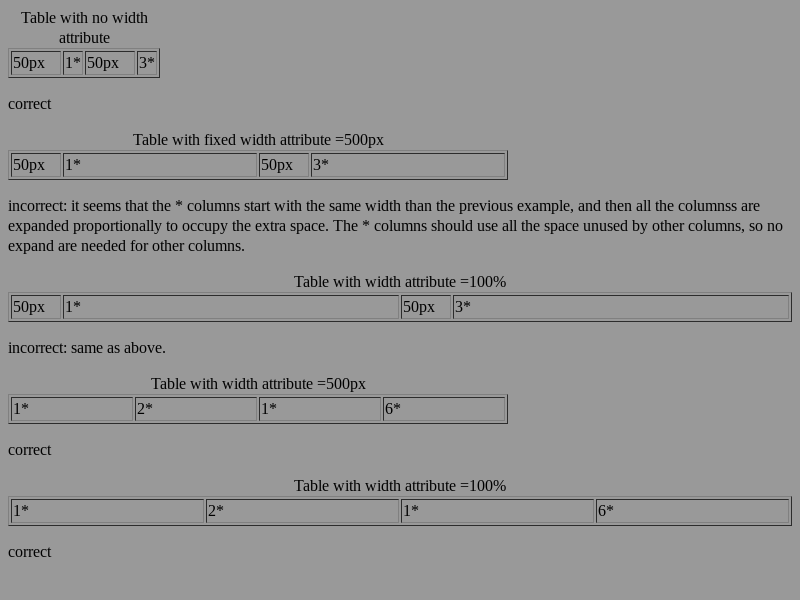 Table with no width
attribute
50px 1* 50px 3*
correct
Table with fixed width attribute =500px
50px 1* 50px 3*
incorrect: it seems that the * columns start with the same width than the previous example, and then all the columnss are
expanded proportionally to occupy the extra space. The * columns should use all the space unused by other columns, so no
expand are needed for other columns.
Table with width attribute =100%
50px 1* 50px 3*
incorrect: same as above.
Table with width attribute =500px
1* 2* 1* 6*
correct
Table with width attribute =100%
1* 2* 1* 6*
correct